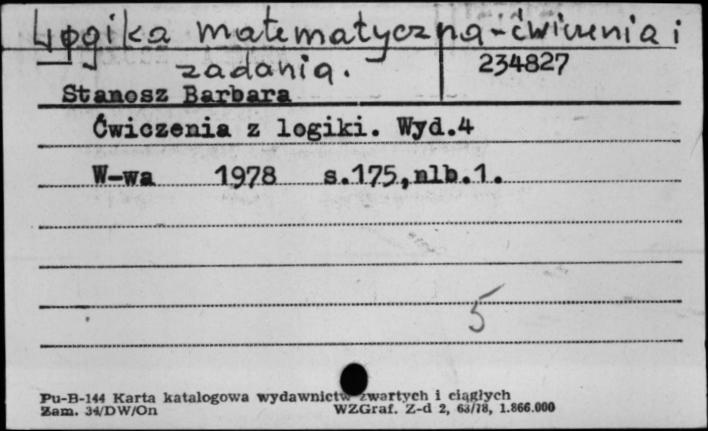 Logika matematyczna - ćwiczenia i
zadania.
234827
Stanosz Barbara
Ćwiczenia z logiki. Wyd.4
W-wa 1978 s.175,nlb.1.
5
Pu-B-144 Karta katalogowa wydawnictw zwartych i ciągłych
Zam. 34/DW/On WZGraf. Z-d 2, 63/78, 1.866.000